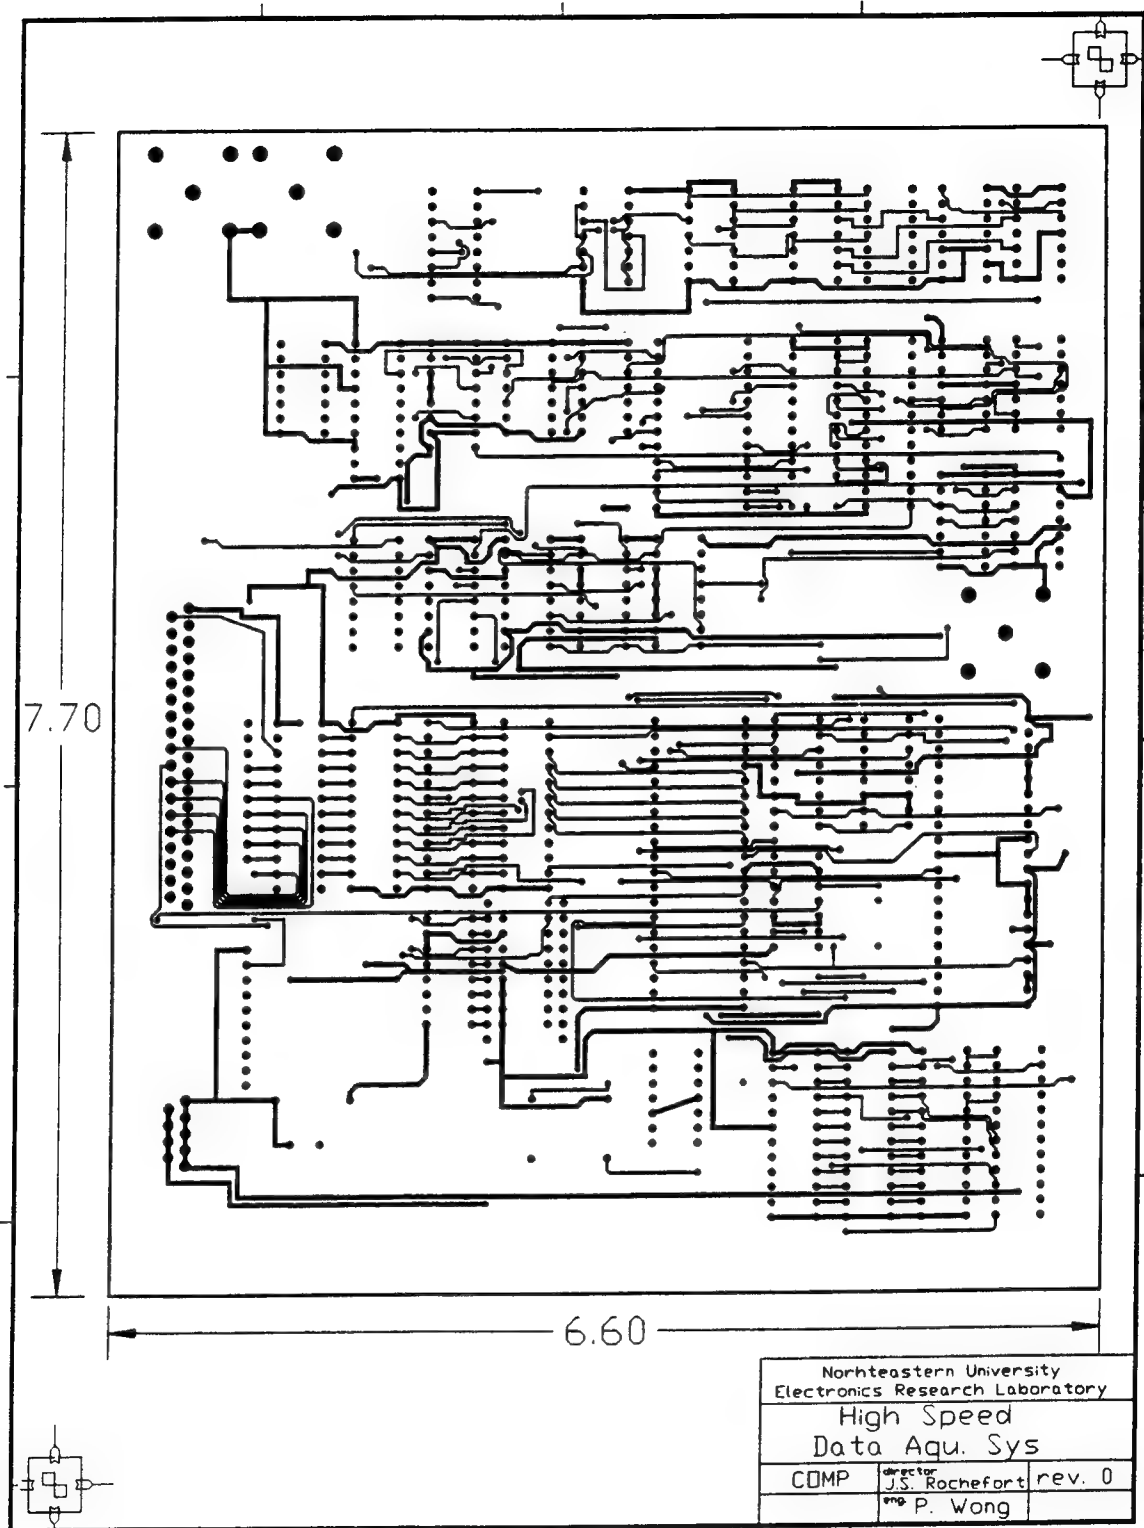 7.70
6.60
Norhteastern University
Electronics Research Laboratory
High Speed
Data Aqu. Sys
COMP
director
J.S. Rochefort
rev. 0
eng. P. Wong